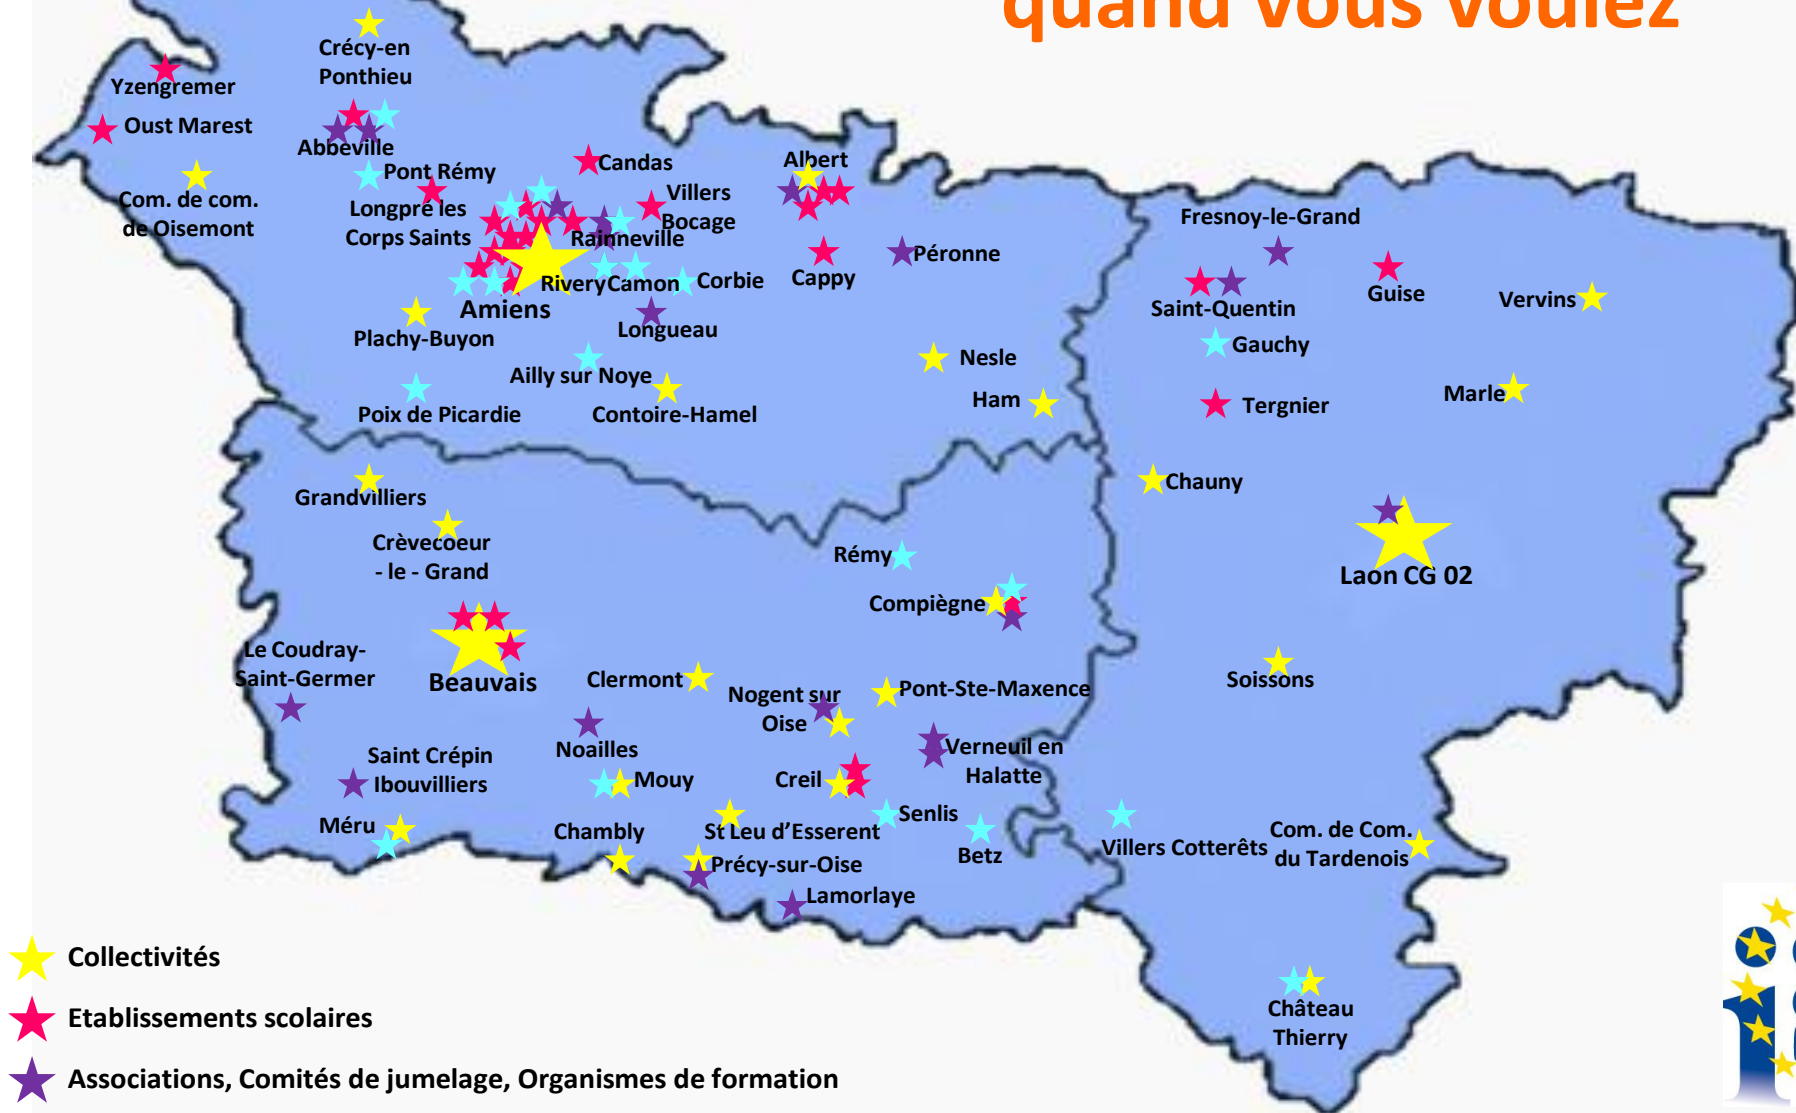 quand vous voulez
Crécy-en
Ponthieu
Yzengremer
Oust Marest
Abbeville
Candas
Albert
Pont Rémy
Com. de com.
de Oisemont
Longpré les
Corps Saints
Villers
Bocage
Rainneville
Fresnoy-le-Grand
Péronne
Cappy
Rivery
Camon
Corbie
Amiens
Guise
Vervins
Saint-Quentin
Longueau
Plachy-Buyon
Gauchy
Nesle
Ailly sur Noye
Marle
Ham
Tergnier
Poix de Picardie
Contoire-Hamel
Chauny
Grandvilliers
Crèvecoeur
- le - Grand
Rémy
Laon CG 02
Compiègne
Le Coudray-
Saint-Germer
Beauvais
Clermont
Nogent sur
Oise
Pont-Ste-Maxence
Soissons
Noailles
Verneuil en
Halatte
Saint Crépin
Ibouvilliers
Mouy
Creil
Senlis
Méru
Chambly
St Leu d’Esserent
Betz
Villers Cotterêts
Com. de Com.
du Tardenois
Précy-sur-Oise
Lamorlaye
Collectivités
Château
Thierry
Etablissements scolaires
Associations, Comités de jumelage, Organismes de formation